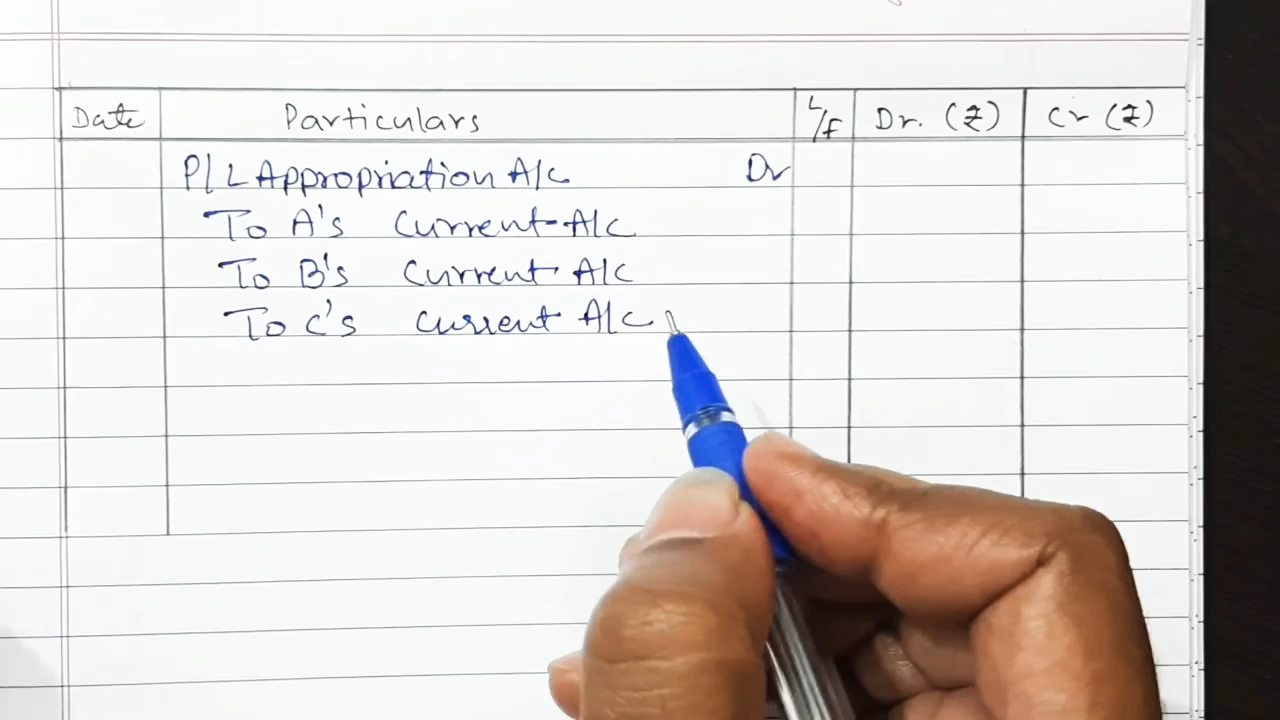 Date Particulars L/F Dr. (₹) Cr (₹)
P/L Appropriation A/c Dr
To A's Current A/c
To B's Current A/c
To C's Current A/c